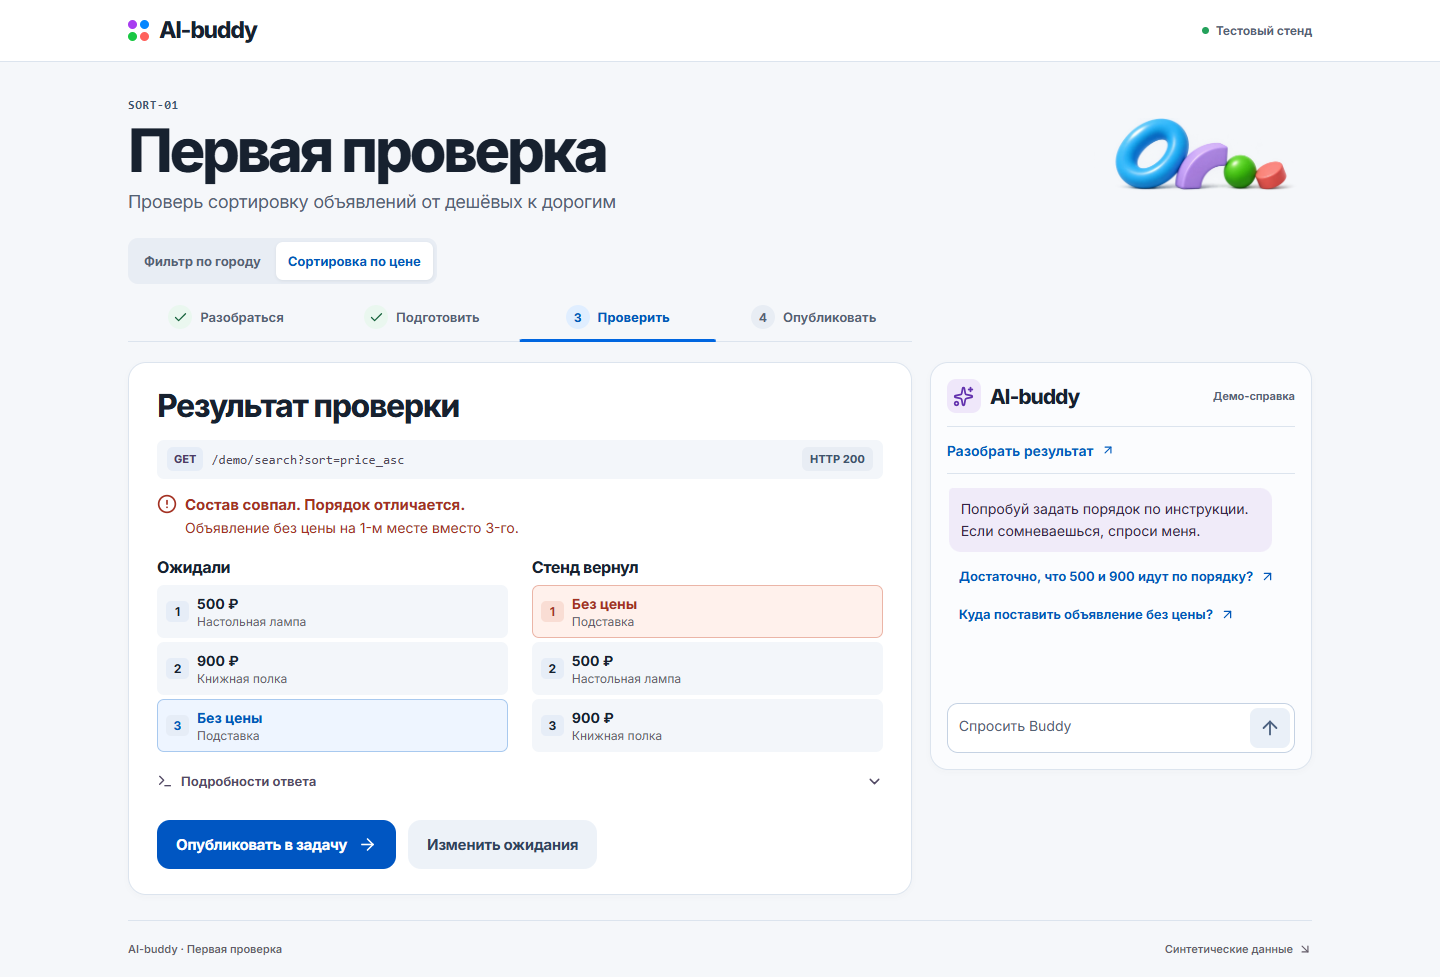 AI-buddy
Тестовый стенд
SORT-01
Первая проверка
Проверь сортировку объявлений от дешёвых к дорогим
Фильтр по городу
Сортировка по цене
Разобраться
Подготовить
3 Проверить
4 Опубликовать
Результат проверки
GET /demo/search?sort=price_asc HTTP 200
Состав совпал. Порядок отличается.
Объявление без цены на 1-м месте вместо 3-го.
Ожидали
1 500 ₽
Настольная лампа
2 900 ₽
Книжная полка
3 Без цены
Подставка
Стенд вернул
1 Без цены
Подставка
2 500 ₽
Настольная лампа
3 900 ₽
Книжная полка
Подробности ответа
Опубликовать в задачу
Изменить ожидания
AI-buddy
Демо-справка
Разобрать результат
Попробуй задать порядок по инструкции.
Если сомневаешься, спроси меня.
Достаточно, что 500 и 900 идут по порядку?
Куда поставить объявление без цены?
Спросить Buddy
AI-buddy · Первая проверка
Синтетические данные